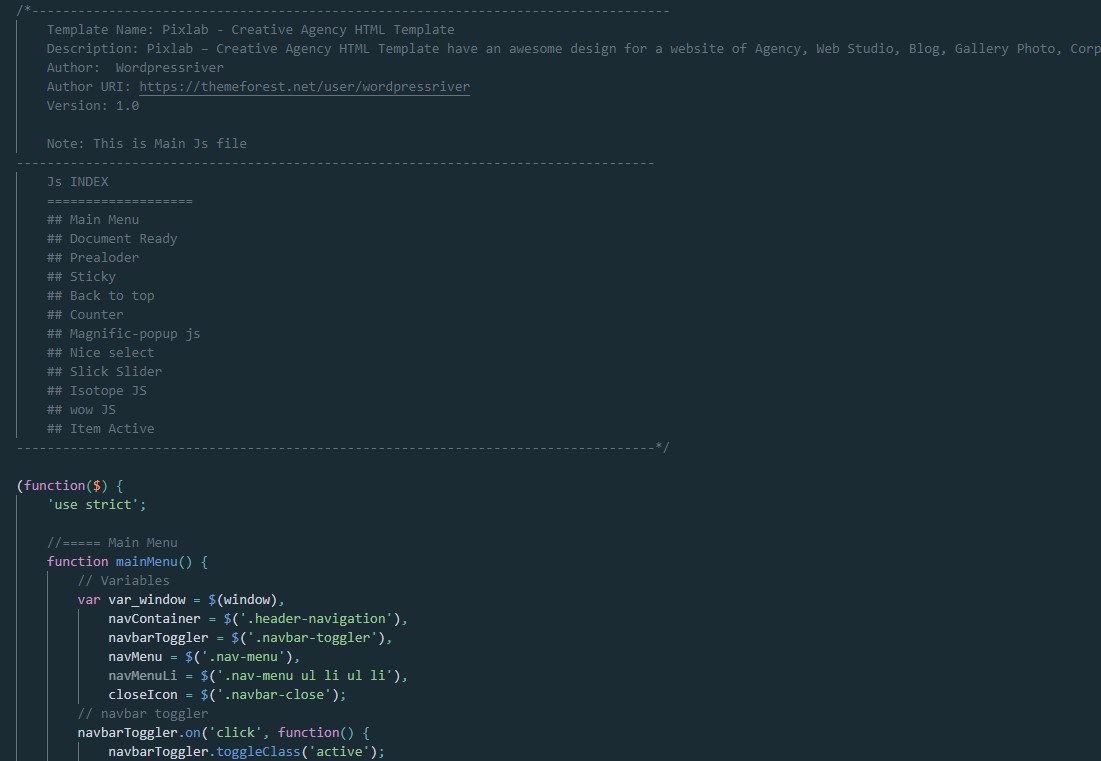 /*-----------------------------------------------------------------------------------
Template Name: Pixlab - Creative Agency HTML Template
Description: Pixlab – Creative Agency HTML Template have an awesome design for a website of Agency, Web Studio, Blog, Gallery Photo, Corp
Author:  Wordpressriver
Author URI: https://themeforest.net/user/wordpressriver
Version: 1.0
Note: This is Main Js file
-----------------------------------------------------------------------------------
Js INDEX
===================
## Main Menu
## Document Ready
## Prealoder
## Sticky
## Back to top
## Counter
## Magnific-popup js
## Nice select
## Slick Slider
## Isotope JS
## wow JS
## Item Active
-----------------------------------------------------------------------------------*/
(function($) {
'use strict';
//===== Main Menu
function mainMenu() {
// Variables
var var_window = $(window),
navContainer = $('.header-navigation'),
navbarToggler = $('.navbar-toggler'),
navMenu = $('.nav-menu'),
navMenuLi = $('.nav-menu ul li ul li'),
closeIcon = $('.navbar-close');
// navbar toggler
navbarToggler.on('click', function() {
navbarToggler.toggleClass('active');